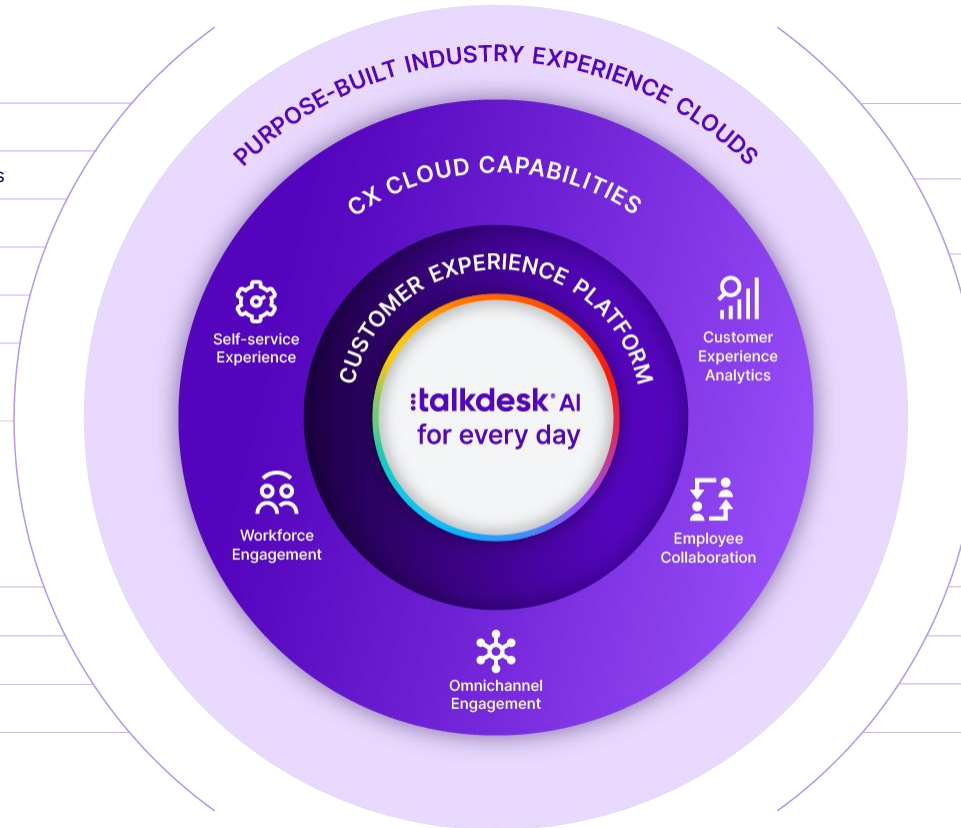 PURPOSE-BUILT INDUSTRY EXPERIENCE CLOUDS
CX CLOUD CAPABILITIES
CUSTOMER EXPERIENCE PLATFORM
talkdesk® AI
for every day
Self-service
Experience
Customer
Experience
Analytics
Workforce
Engagement
Employee
Collaboration
Omnichannel
Engagement